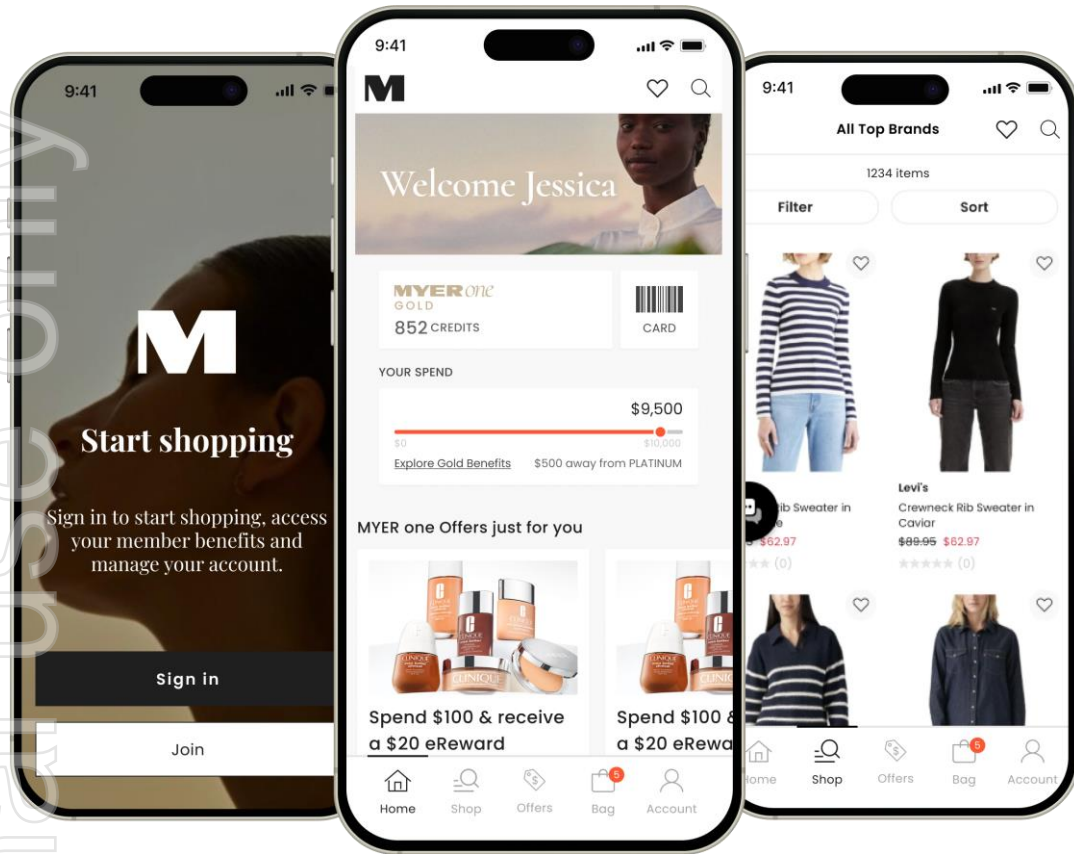 9:41
M
Start shopping
Sign in to start shopping, access
your member benefits and
manage your account.
Sign in
Join
9:41
M
Welcome Jessica
MYER one
GOLD
852 CREDITS
CARD
YOUR SPEND
$9,500
$0
$10,000
Explore Gold Benefits
$500 away from PLATINUM
MYER one Offers just for you
CLINIQUE
Spend $100 & receive
a $20 eReward
Spend $100 &
a $20 eRewa
Home
Shop
Offers
5
Bag
Account
9:41
All Top Brands
1234 items
Filter
Sort
ib Sweater in
$62.97
(0)
Levi's
Crewneck Rib Sweater in
Caviar
$89.95 $62.97
(0)
ome
Shop
Offers
5
Bag
Account
use only